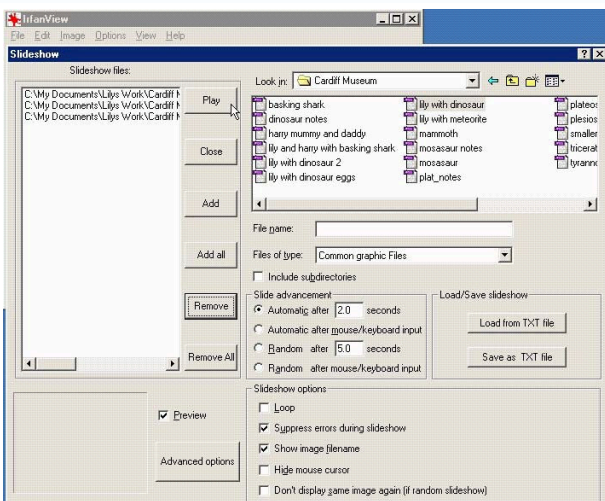 IrfanView
File Edit Image Options View Help
Slideshow
Slideshow files:
C:\My Documents\Lilys Work\Cardiff M
C:\My Documents\Lilys Work\Cardiff M
C:\My Documents\Lilys Work\Cardiff M
Play
Close
Add
Add all
Remove
Remove All
Look in: Cardiff Museum
basking shark
dinosaur notes
harry mummy and daddy
lily and harry with basking shark
lily with dinosaur 2
lily with dinosaur eggs
lily with dinosaur
lily with meteorite
mammoth
mosasaur notes
mosasaur
plat_notes
plateos
plesios
smaller
tricerat
tyranno
File name:
Files of type: Common graphic Files
Include subdirectories
Slide advancement
Automatic after 2.0 seconds
Automatic after mouse/keyboard input
Random after 5.0 seconds
Random after mouse/keyboard input
Load/Save slideshow
Load from TXT file
Save as TXT file
Preview
Advanced options
Slideshow options
Loop
Suppress errors during slideshow
Show image filename
Hide mouse cursor
Don't display same image again (if random slideshow)